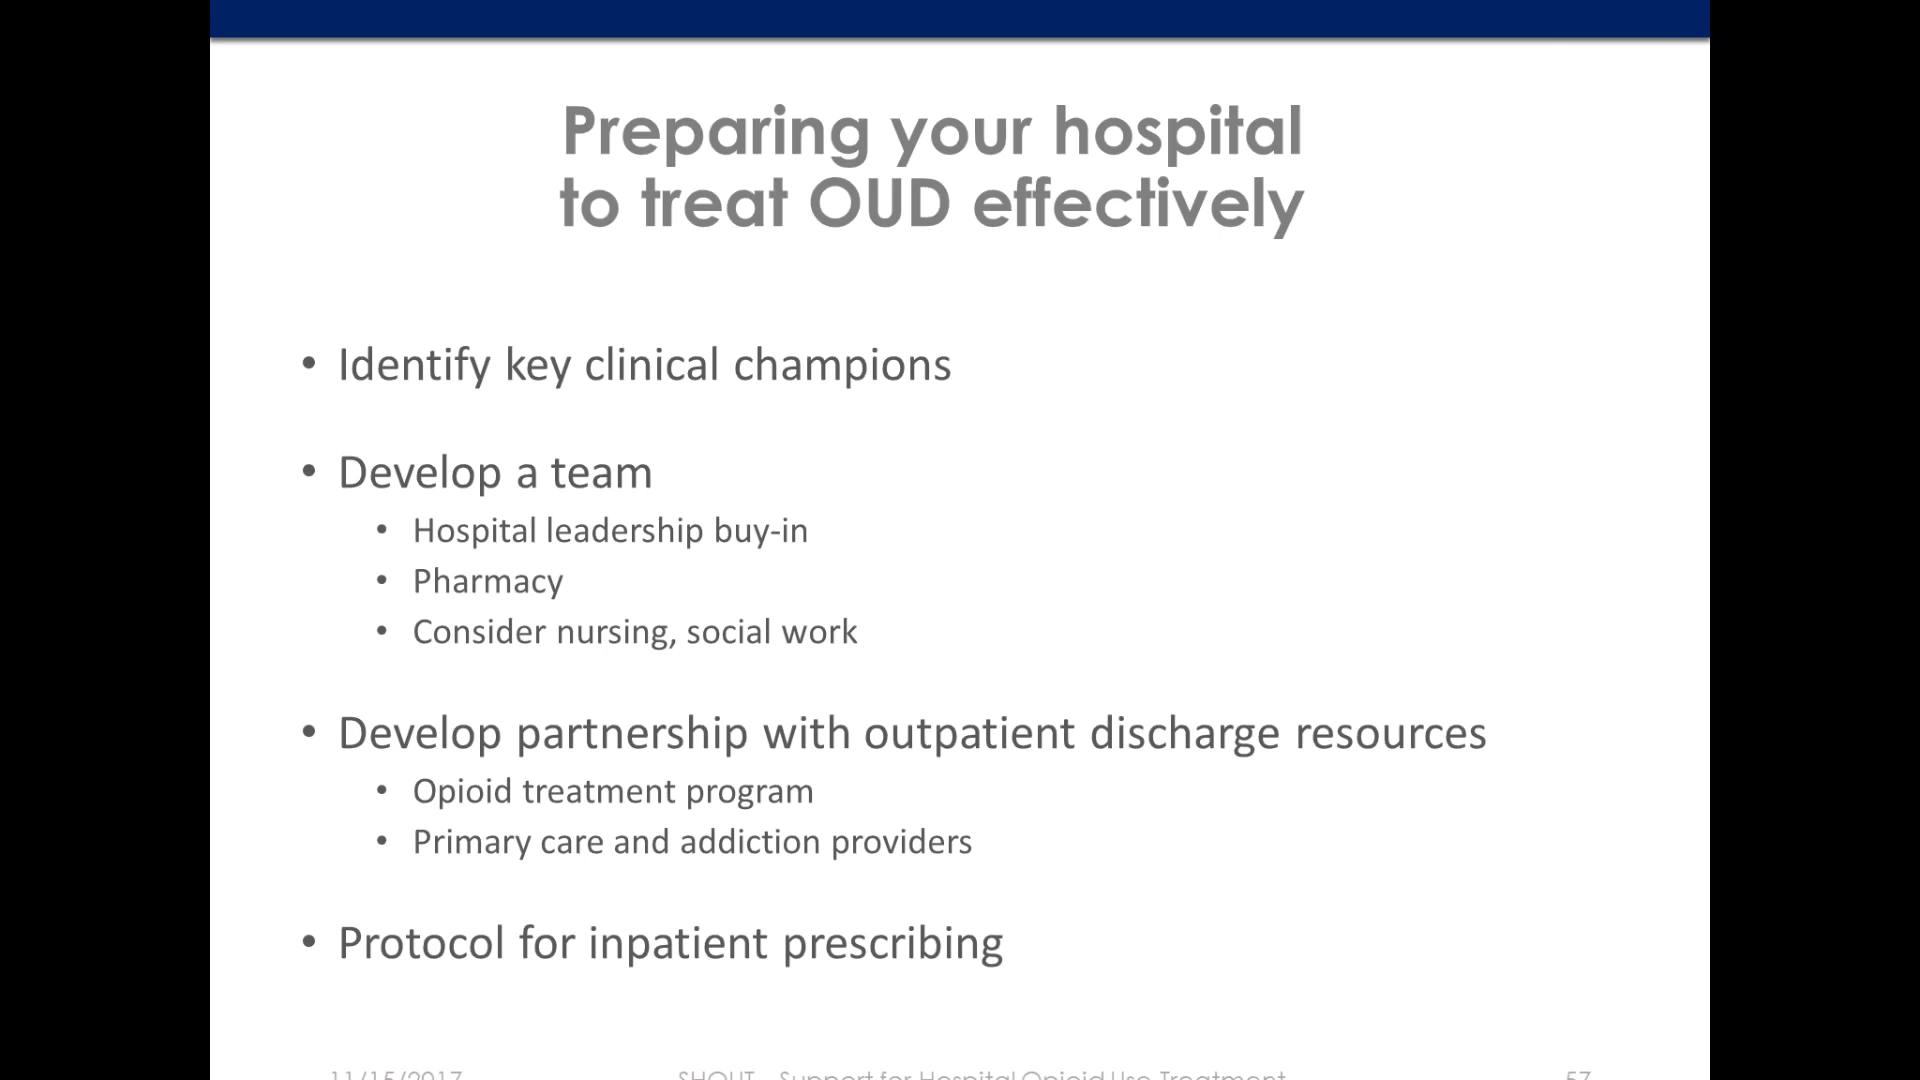 Preparing your hospital
to treat OUD effectively
• Identify key clinical champions
• Develop a team
• Hospital leadership buy-in
• Pharmacy
• Consider nursing, social work
• Develop partnership with outpatient discharge resources
• Opioid treatment program
• Primary care and addiction providers
• Protocol for inpatient prescribing
11/15/2017 SHOUT - Support for Hospital Opioid Use Treatment 57